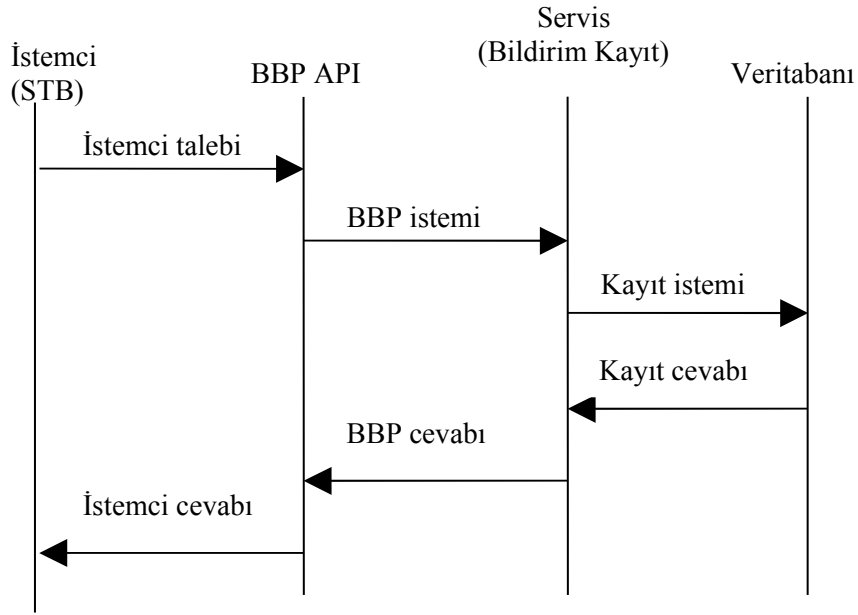 İstemci
(STB)
BBP API
Servis
(Bildirim Kayıt)
Veritabanı
İstemci talebi
BBP istemi
Kayıt istemi
Kayıt cevabı
BBP cevabı
İstemci cevabı